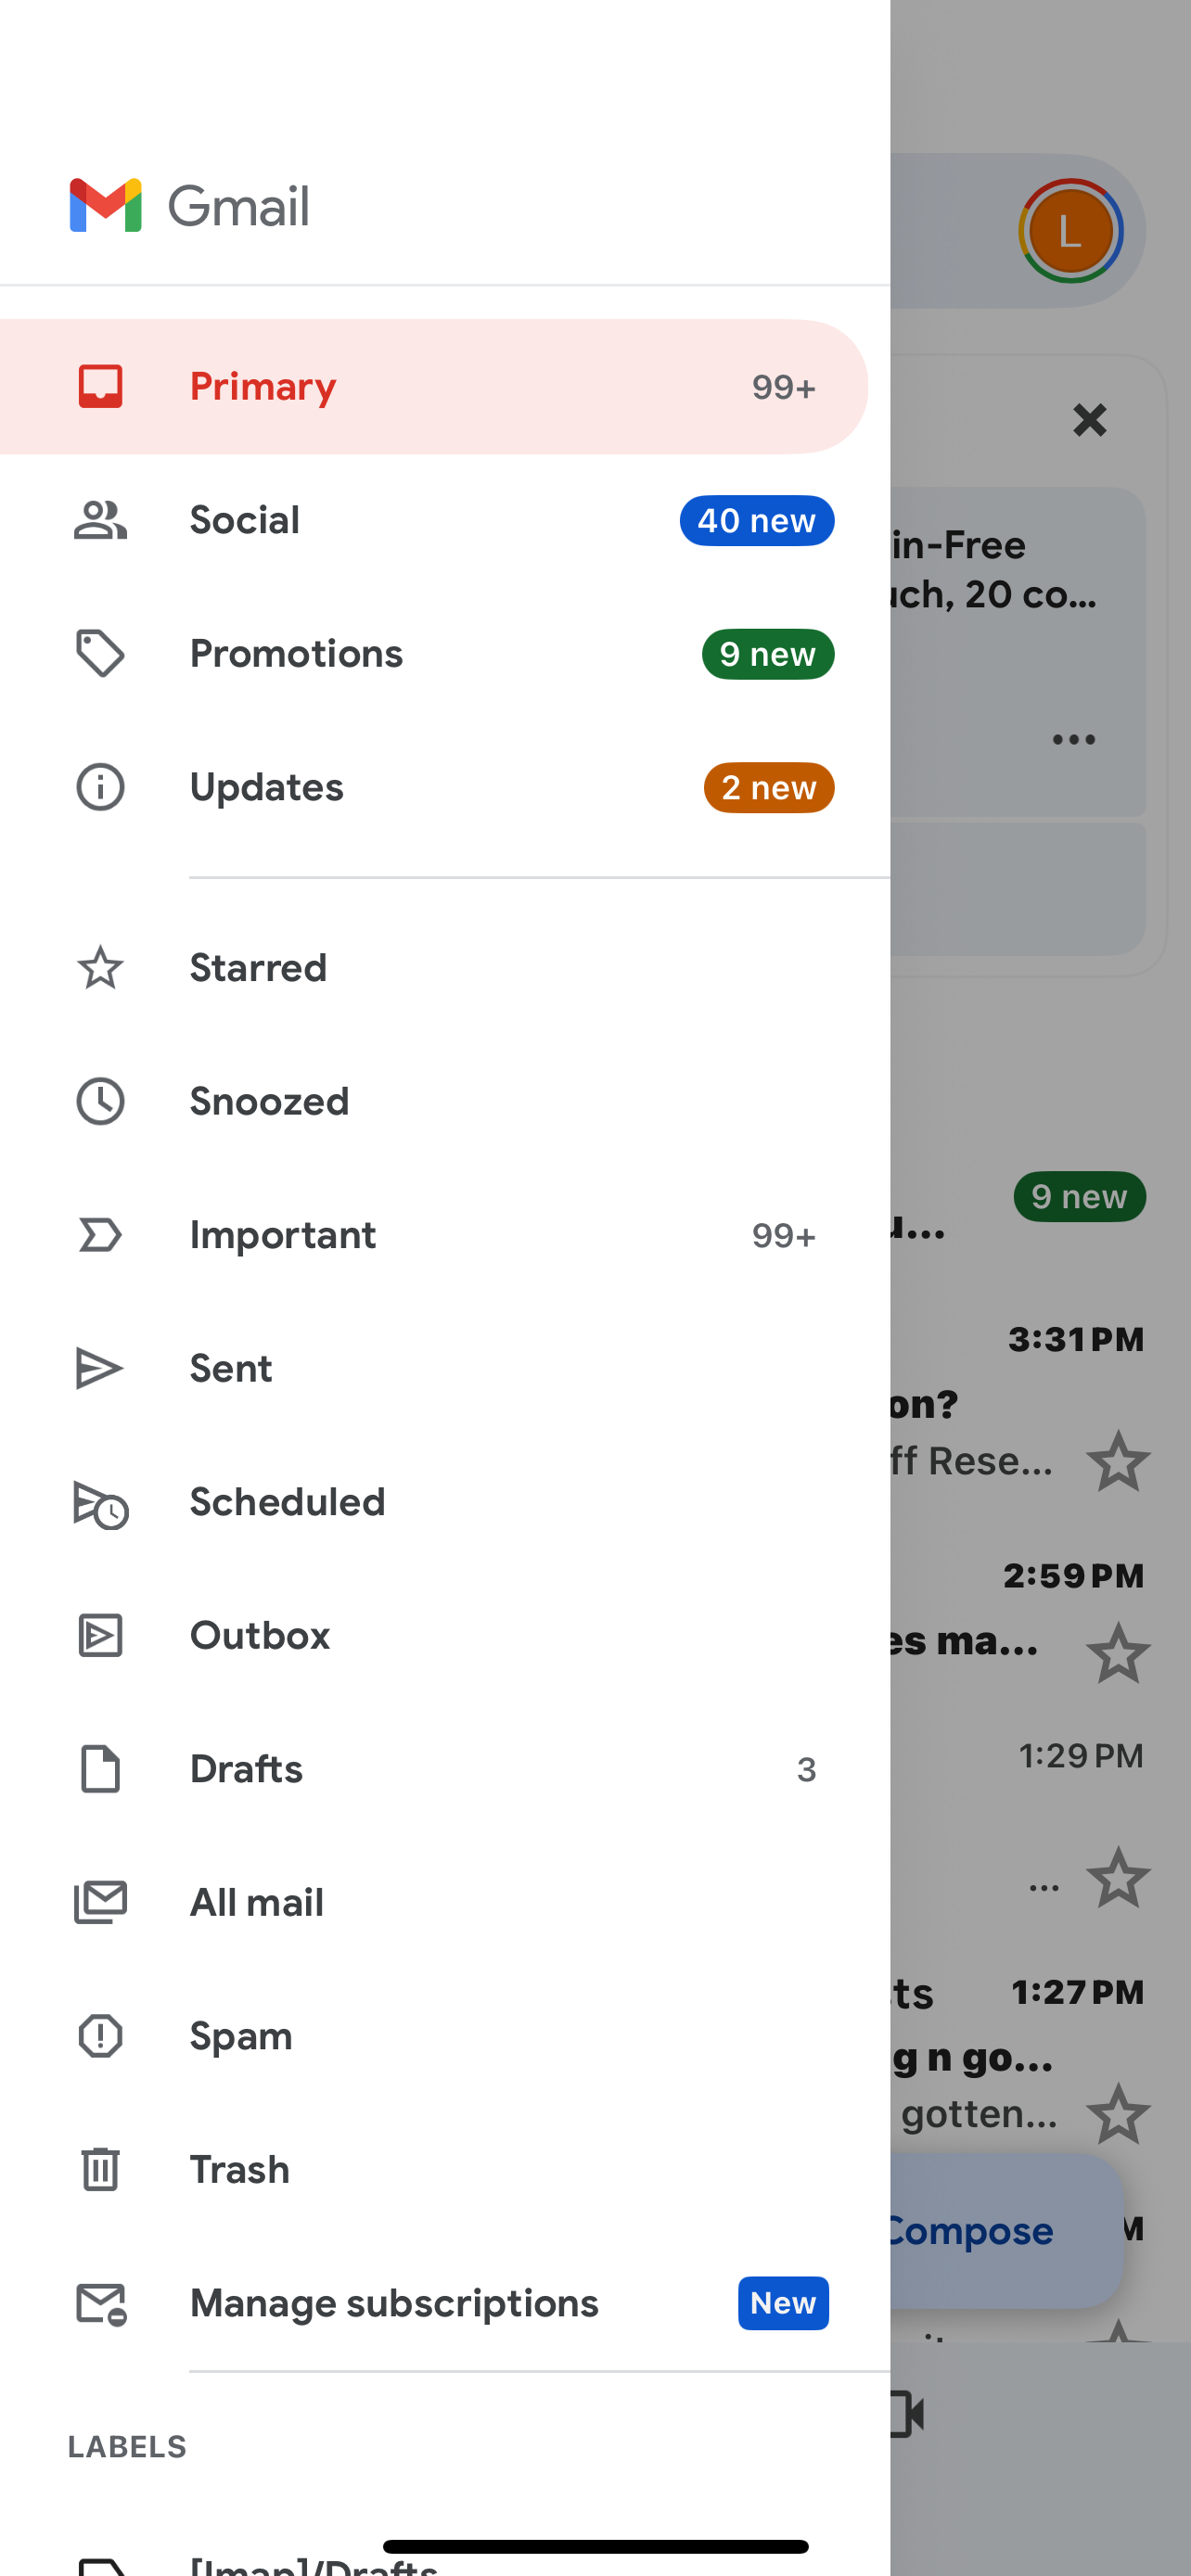 Gmail
L
Primary 99+
Social 40 new
Promotions 9 new
Updates 2 new
Starred
Snoozed
Important 99+
Sent
Scheduled
Outbox
Drafts 3
All mail
Spam
Trash
Manage subscriptions New
LABELS
[Imap]/Drafts
in-Free
uch, 20 co...
9 new
u...
3:31 PM
on?
ff Rese...
2:59 PM
es ma...
1:29 PM
...
ts 1:27 PM
g n go...
gotten...
Compose
M